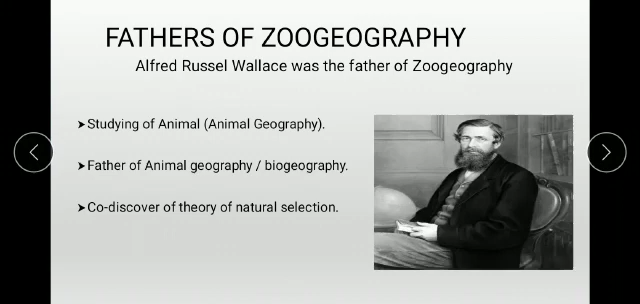 FATHERS OF ZOOGEOGRAPHY
Alfred Russel Wallace was the father of Zoogeography
➤Studying of Animal (Animal Geography).
➤Father of Animal geography / biogeography.
➤Co-discover of theory of natural selection.